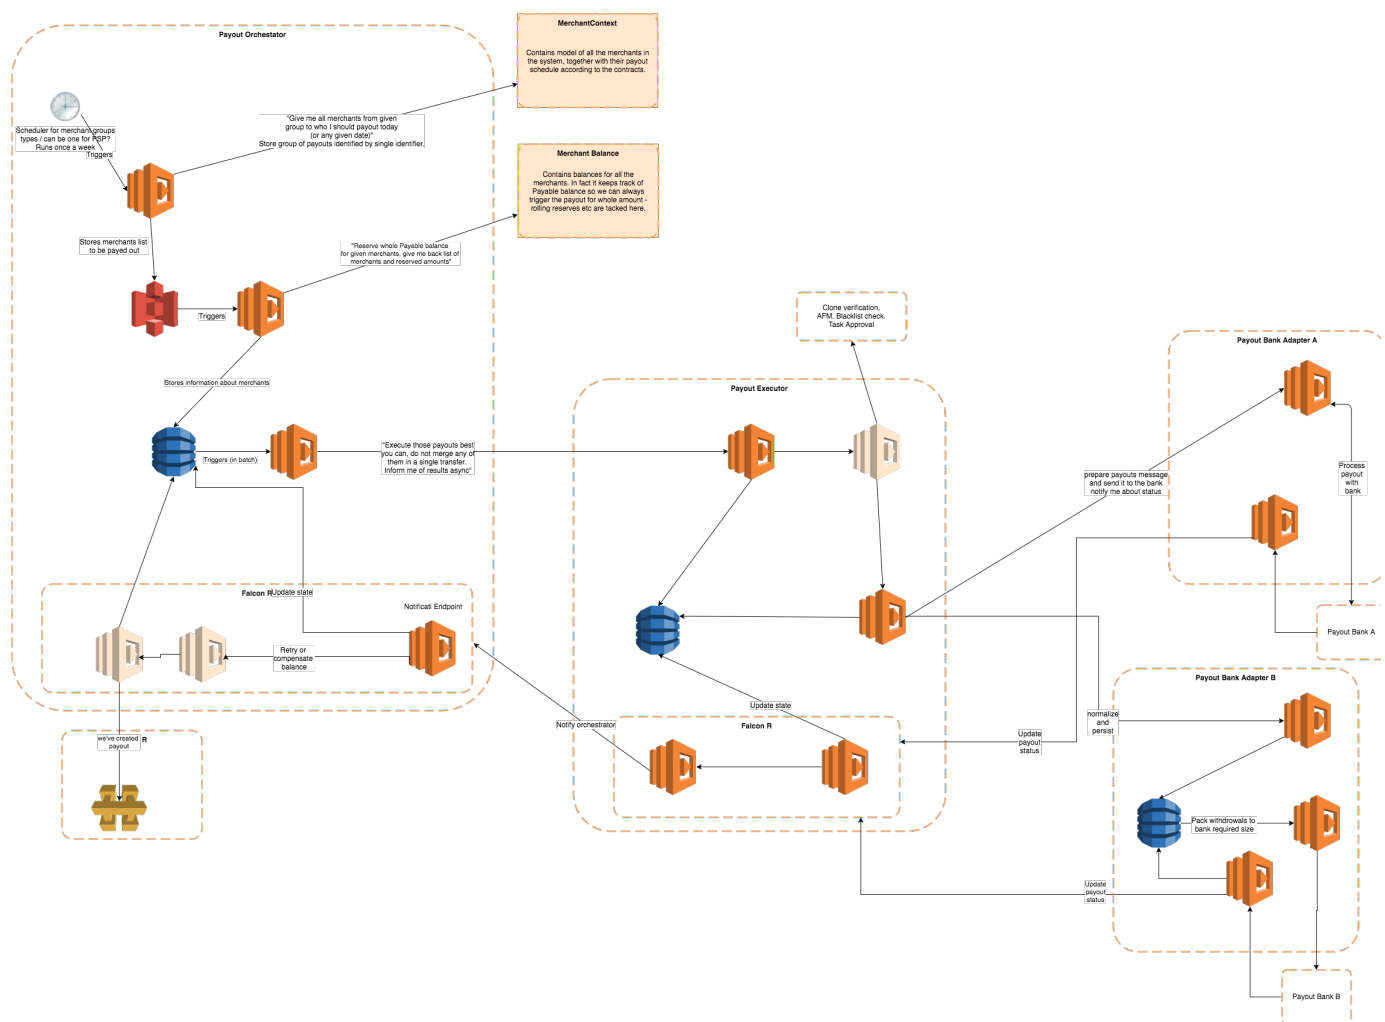 Payout Orchestator
MerchantContext
Contains model of all the merchants in
the system, together with their payout
schedule according to the contracts.
Scheduler for merchant groups
types / can be one for PSP?
Runs once a week
Triggers
"Give me all merchants from given
group to who I should payout today
(or any given date)"
Store group of payouts identified by single identifier.
Merchant Balance
Contains balances for all the
merchants. In fact it keeps track of
Payable balance so we can always
trigger the payout for whole amount -
rolling reserves etc are tacked here.
Stores merchants list
to be payed out
"Reserve whole Payable balance
for given merchants, give me back list of
merchants and reserved amounts"
Triggers
Stores information about merchants
Triggers (in batch)
"Execute those payouts best
you can, do not merge any of
them in a single transfer.
Inform me of results async"
Clone verification,
AFM. Blacklist check.
Task Approval
Payout Executor
Payout Bank Adapter A
prepare payouts message
and send it to the bank
notify me about status
Process
payout
with
bank
Payout Bank A
Falcon R
Update state
Notificati Endpoint
Retry or
compensate
balance
we've created
payout
R
Notify orchestrator
Update state
Falcon R
Update
payout
status
normalize
and
persist
Payout Bank Adapter B
Pack withdrowals to
bank required size
Update
payout
status
Payout Bank B